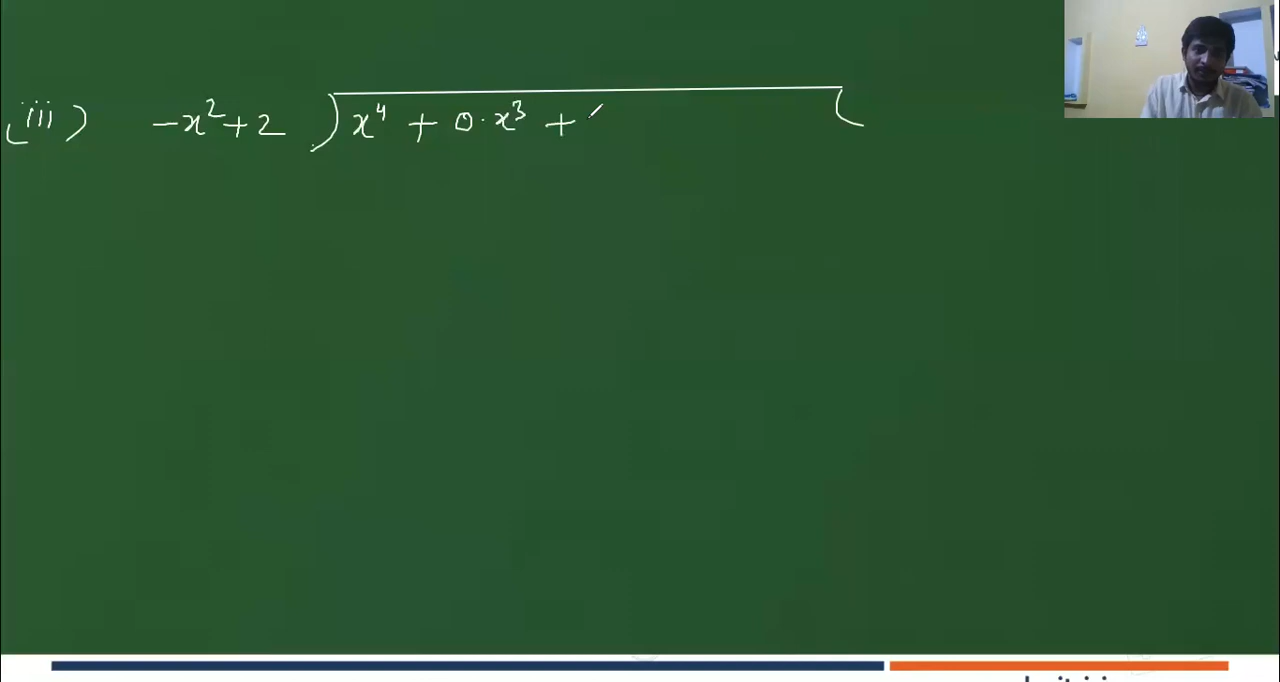 (iii) -x² + 2 ) x⁴ + 0·x³ + (